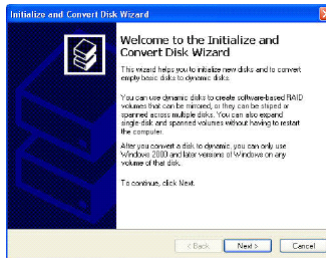 Initialize and Convert Disk Wizard
Welcome to the Initialize and
Convert Disk Wizard
This wizard helps you to initialize new disks and to convert
empty basic disks to dynamic disks.
You can use dynamic disks to create software-based RAID
volumes that can be mirrored, or they can be striped or
spanned across multiple disks. You can also expand
single disk and spanned volumes without having to restart
the computer.
After you convert a disk to dynamic, you can only use
Windows 2000 and later versions of Windows on any
volume of that disk.
To continue, click Next.
< Back
Next >
Cancel